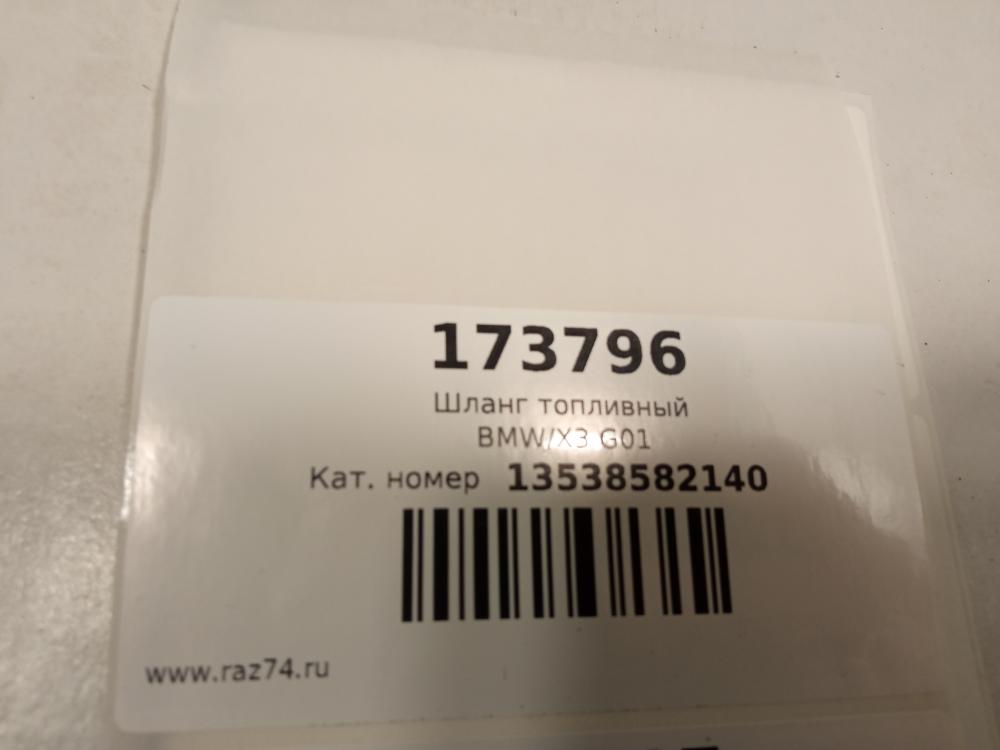 173796
Шланг топливный
BMW/X3 G01
Кат. номер 13538582140
www.raz74.ru